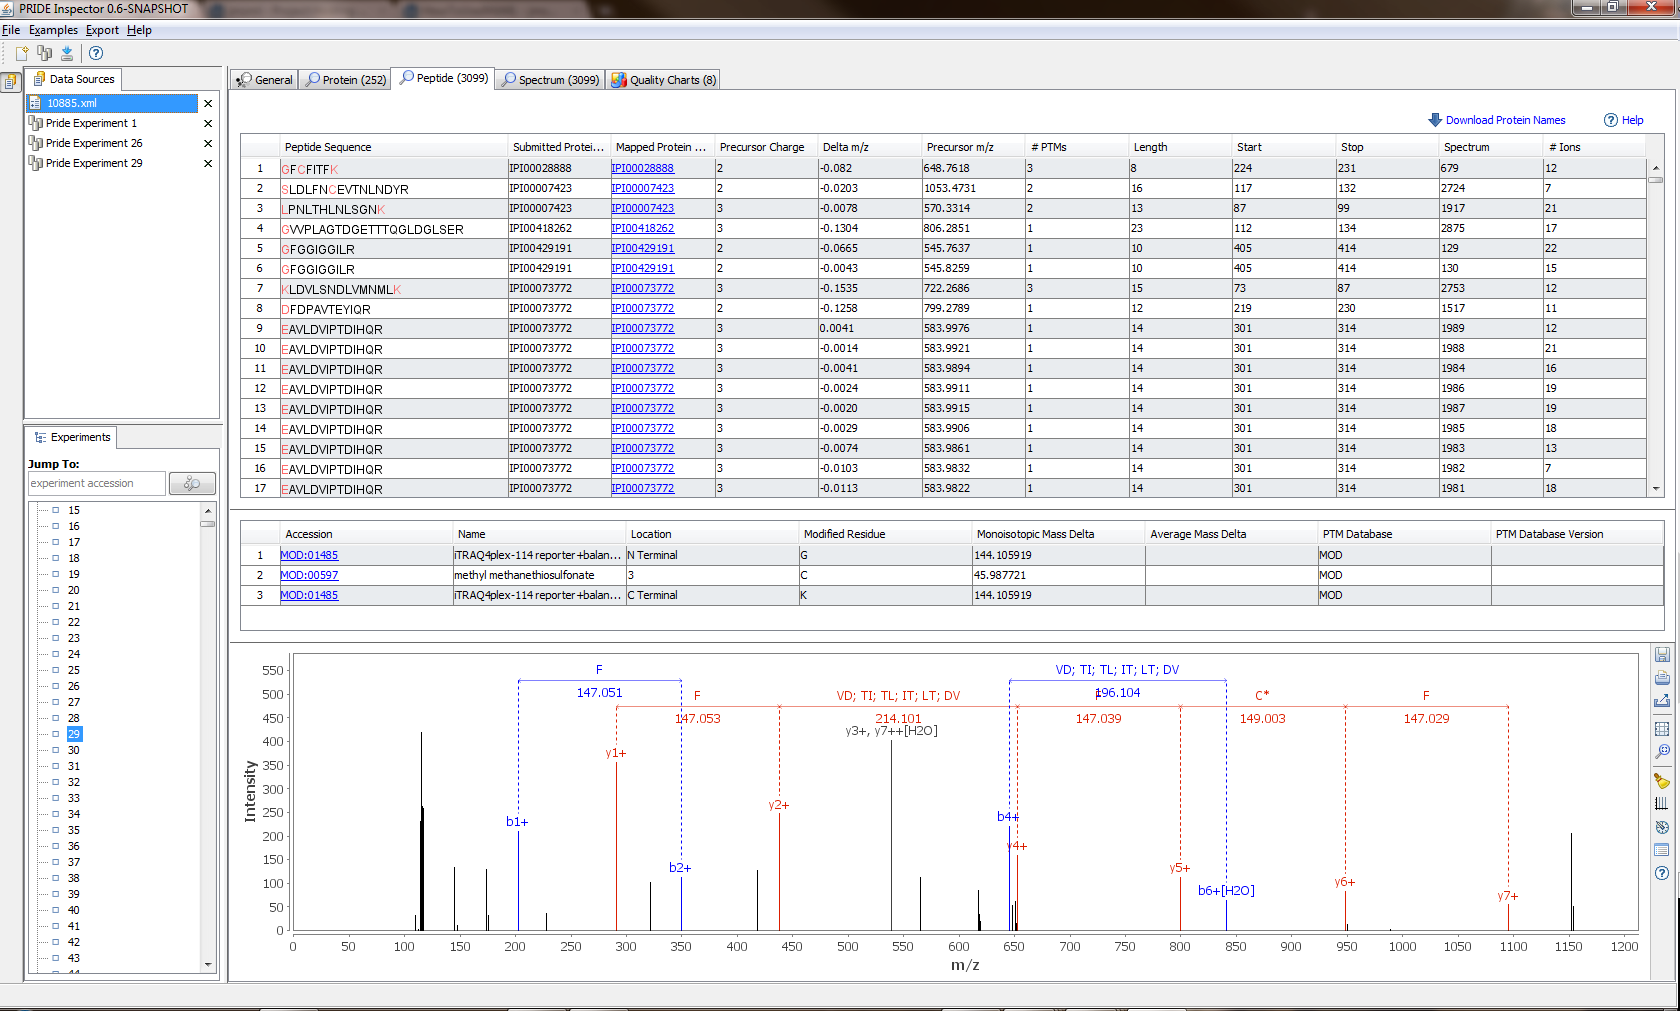 PRIDE Inspector 0.6-SNAPSHOT
File Examples Export Help
Data Sources
10885.xml
Pride Experiment 1
Pride Experiment 26
Pride Experiment 29
Experiments
Jump To:
experiment accession
15
16
17
18
19
20
21
22
23
24
25
26
27
28
29
30
31
32
33
34
35
36
37
38
39
40
41
42
43
44
General Protein (252) Peptide (3099) Spectrum (3099) Quality Charts (8)
Download Protein Names Help
Peptide Sequence Submitted Protei... Mapped Protein ... Precursor Charge Delta m/z Precursor m/z # PTMs Length Start Stop Spectrum # Ions
1 GFCFITFK IPI00028888 IPI00028888 2 -0.082 648.7618 3 8 224 231 679 12
2 SLDLFNCEVTNLNDYR IPI00007423 IPI00007423 2 -0.0203 1053.4731 2 16 117 132 2724 7
3 LPNLTHLNLSGNK IPI00007423 IPI00007423 3 -0.0078 570.3314 2 13 87 99 1917 21
4 GVVPLAGTDGETTTQGLDGLSER IPI00418262 IPI00418262 3 -0.1304 806.2851 1 23 112 134 2875 17
5 GFGGIGGILR IPI00429191 IPI00429191 2 -0.0665 545.7637 1 10 405 414 129 22
6 GFGGIGGILR IPI00429191 IPI00429191 2 -0.0043 545.8259 1 10 405 414 130 15
7 KLDVLSNDLVMNMLK IPI00073772 IPI00073772 3 -0.1535 722.2686 3 15 73 87 2753 12
8 DFDPAVTEYIQR IPI00073772 IPI00073772 2 -0.1258 799.2789 1 12 219 230 1517 11
9 EAVLDVIPTDIHQR IPI00073772 IPI00073772 3 0.0041 583.9976 1 14 301 314 1989 12
10 EAVLDVIPTDIHQR IPI00073772 IPI00073772 3 -0.0014 583.9921 1 14 301 314 1988 21
11 EAVLDVIPTDIHQR IPI00073772 IPI00073772 3 -0.0041 583.9894 1 14 301 314 1984 16
12 EAVLDVIPTDIHQR IPI00073772 IPI00073772 3 -0.0024 583.9911 1 14 301 314 1986 19
13 EAVLDVIPTDIHQR IPI00073772 IPI00073772 3 -0.0020 583.9915 1 14 301 314 1987 19
14 EAVLDVIPTDIHQR IPI00073772 IPI00073772 3 -0.0029 583.9906 1 14 301 314 1985 18
15 EAVLDVIPTDIHQR IPI00073772 IPI00073772 3 -0.0074 583.9861 1 14 301 314 1983 13
16 EAVLDVIPTDIHQR IPI00073772 IPI00073772 3 -0.0103 583.9832 1 14 301 314 1982 7
17 EAVLDVIPTDIHQR IPI00073772 IPI00073772 3 -0.0113 583.9822 1 14 301 314 1981 18
Accession Name Location Modified Residue Monoisotopic Mass Delta Average Mass Delta PTM Database PTM Database Version
1 MOD:01485 iTRAQ4plex-114 reporter+balan... N Terminal G 144.105919 MOD
2 MOD:00597 methyl methanethiosulfonate 3 C 45.987721 MOD
3 MOD:01485 iTRAQ4plex-114 reporter+balan... C Terminal K 144.105919 MOD
F VD; TI; TL; IT; LT; DV
147.051 196.104
F VD; TI; TL; IT; LT; DV F C* F
147.053 214.101 147.039 149.003 147.029
y3+, y7++[H2O]
y1+
y2+
b1+ b4+
y4+
b2+ y5+
y6+
b6+[H2O]
y7+
Intensity
550
500
450
400
350
300
250
200
150
100
50
0
0 50 100 150 200 250 300 350 400 450 500 550 600 650 700 750 800 850 900 950 1000 1050 1100 1150 1200
m/z